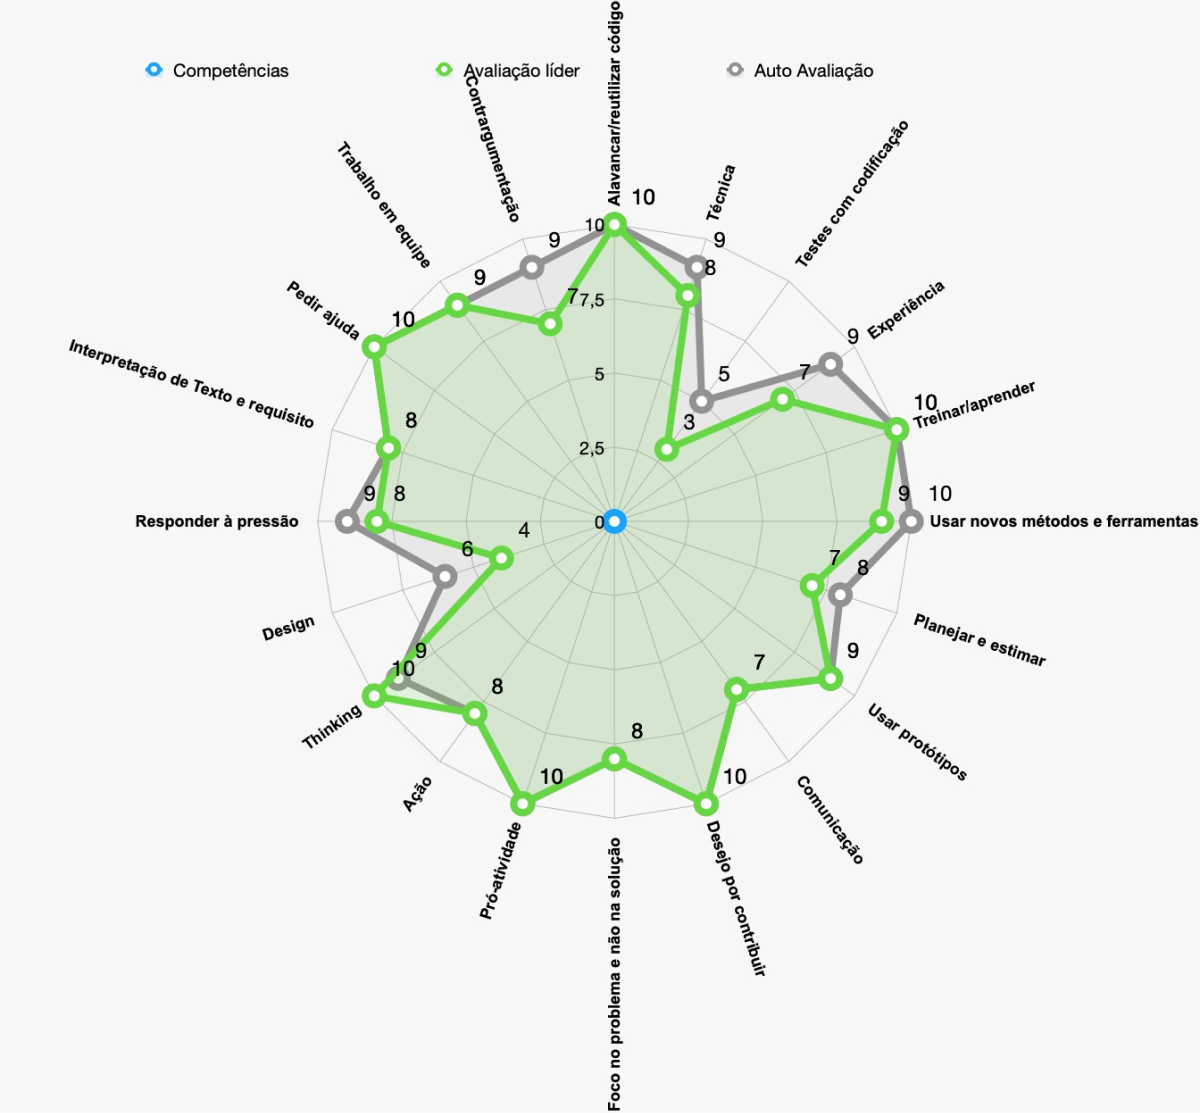 Competências
Avaliação líder
Auto Avaliação
Alavancar/reutilizar código
Técnica
Testes com codificação
Experiência
Treinar/aprender
Usar novos métodos e ferramentas
Planejar e estimar
Usar protótipos
Comunicação
Desejo por contribuir
Foco no problema e não na solução
Pró-atividade
Ação
Thinking
Design
Responder à pressão
Interpretação de Texto e requisito
Pedir ajuda
Trabalho em equipe
Contrargumentação
10
7,5
5
2,5
0
10
9
8
5
3
9
7
10
10
9
8
7
9
7
10
8
10
8
10
9
6
4
9
8
8
10
9
9
7